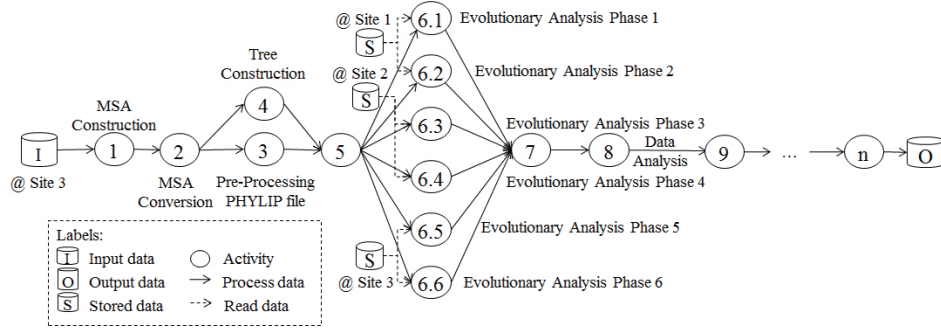 @ Site 1
S
6.1
Evolutionary Analysis Phase 1
Tree
Construction
@ Site 2
S
6.2
Evolutionary Analysis Phase 2
MSA
Construction
4
6.3
Evolutionary Analysis Phase 3
I
1
2
3
5
7
8
Data
Analysis
9
...
n
O
@ Site 3
MSA
Conversion
Pre-Processing
PHYLIP file
6.4
Evolutionary Analysis Phase 4
6.5
Evolutionary Analysis Phase 5
S
@ Site 3
6.6
Evolutionary Analysis Phase 6
Labels:
I Input data
Activity
O Output data
Process data
S Stored data
Read data